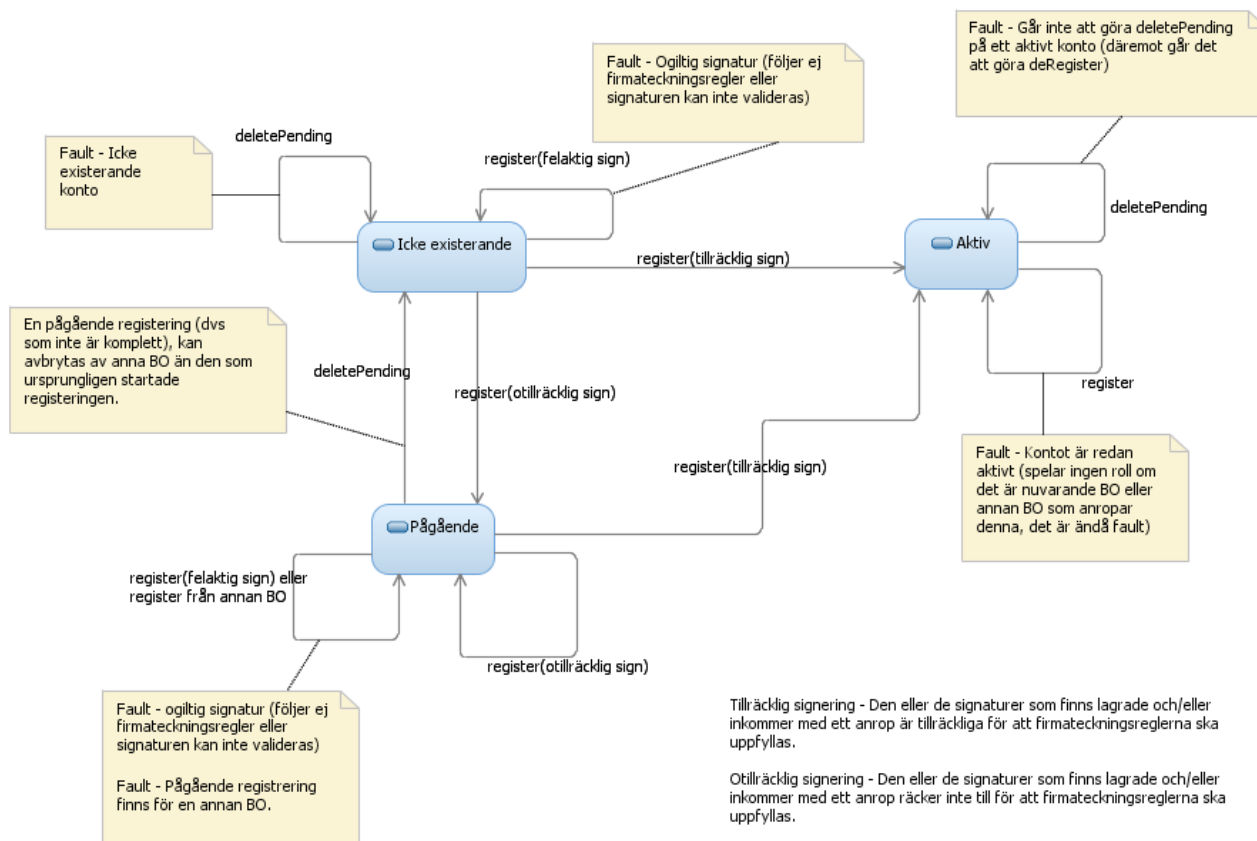 Fault - Går inte att göra deletePending
på ett aktivt konto (däremot går det
att göra deRegister)
Fault - Ogiltig signatur (följer ej
firmateckningsregler eller
signaturen kan inte valideras)
deletePending
Fault - Icke
existerande
konto
register(felaktig sign)
deletePending
Icke existerande
Aktiv
register(tillräcklig sign)
En pågående registering (dvs
som inte är komplett), kan
avbrytas av anna BO än den som
ursprungligen startade
registeringen.
deletePending
register(otillräcklig sign)
register
register(tillräcklig sign)
Fault - Kontot är redan
aktivt (spelar ingen roll om
det är nuvarande BO eller
annan BO som anropar
denna, det är ändå fault)
Pågående
register(felaktig sign) eller
register från annan BO
register(otillräcklig sign)
Fault - ogiltig signatur (följer ej
firmateckningsregler eller
signaturen kan inte valideras)
Fault - Pågående registrering
finns för en annan BO.
Tillräcklig signering - Den eller de signaturer som finns lagrade och/eller
inkommer med ett anrop är tillräckliga för att firmateckningsreglerna ska
uppfyllas.
Otillräcklig signering - Den eller de signaturer som finns lagrade och/eller
inkommer med ett anrop räcker inte till för att firmateckningsreglerna ska
uppfyllas.